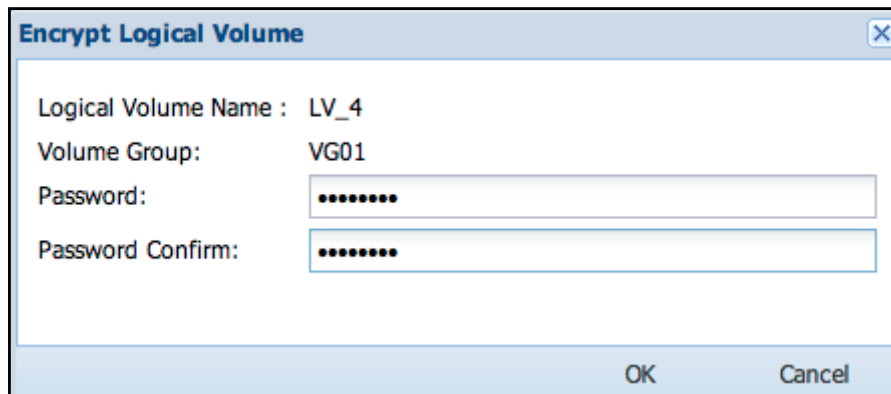 Encrypt Logical Volume
Logical Volume Name : LV_4
Volume Group: VG01
Password: ••••••••
Password Confirm: ••••••••
OK Cancel